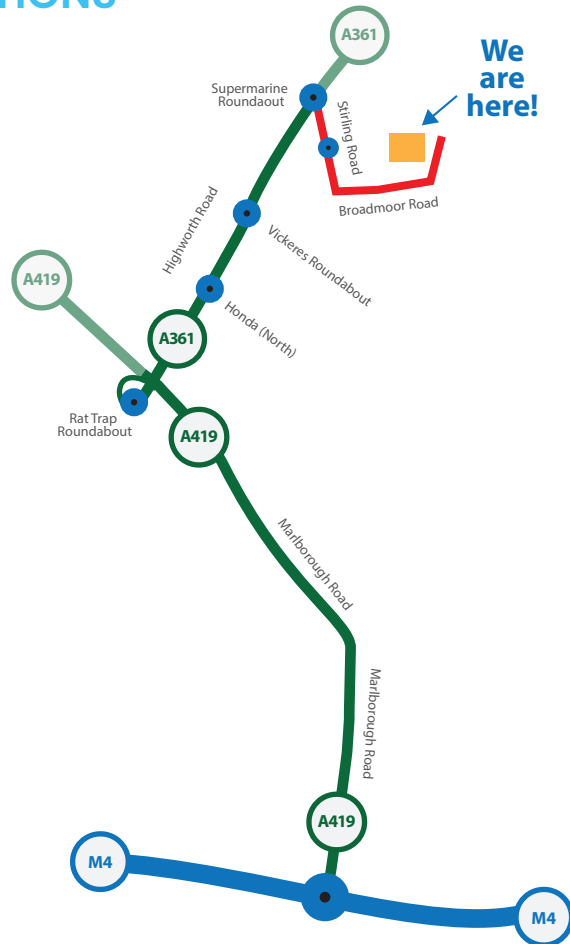 TIONS
A361
We
are
here!
Supermarine
Roundaout
Stirling Road
Broadmoor Road
Highworth Road
Vickeres Roundabout
A419
Honda (North)
A361
Rat Trap
Roundabout
A419
Marlborough Road
Marlborough Road
A419
M4
M4